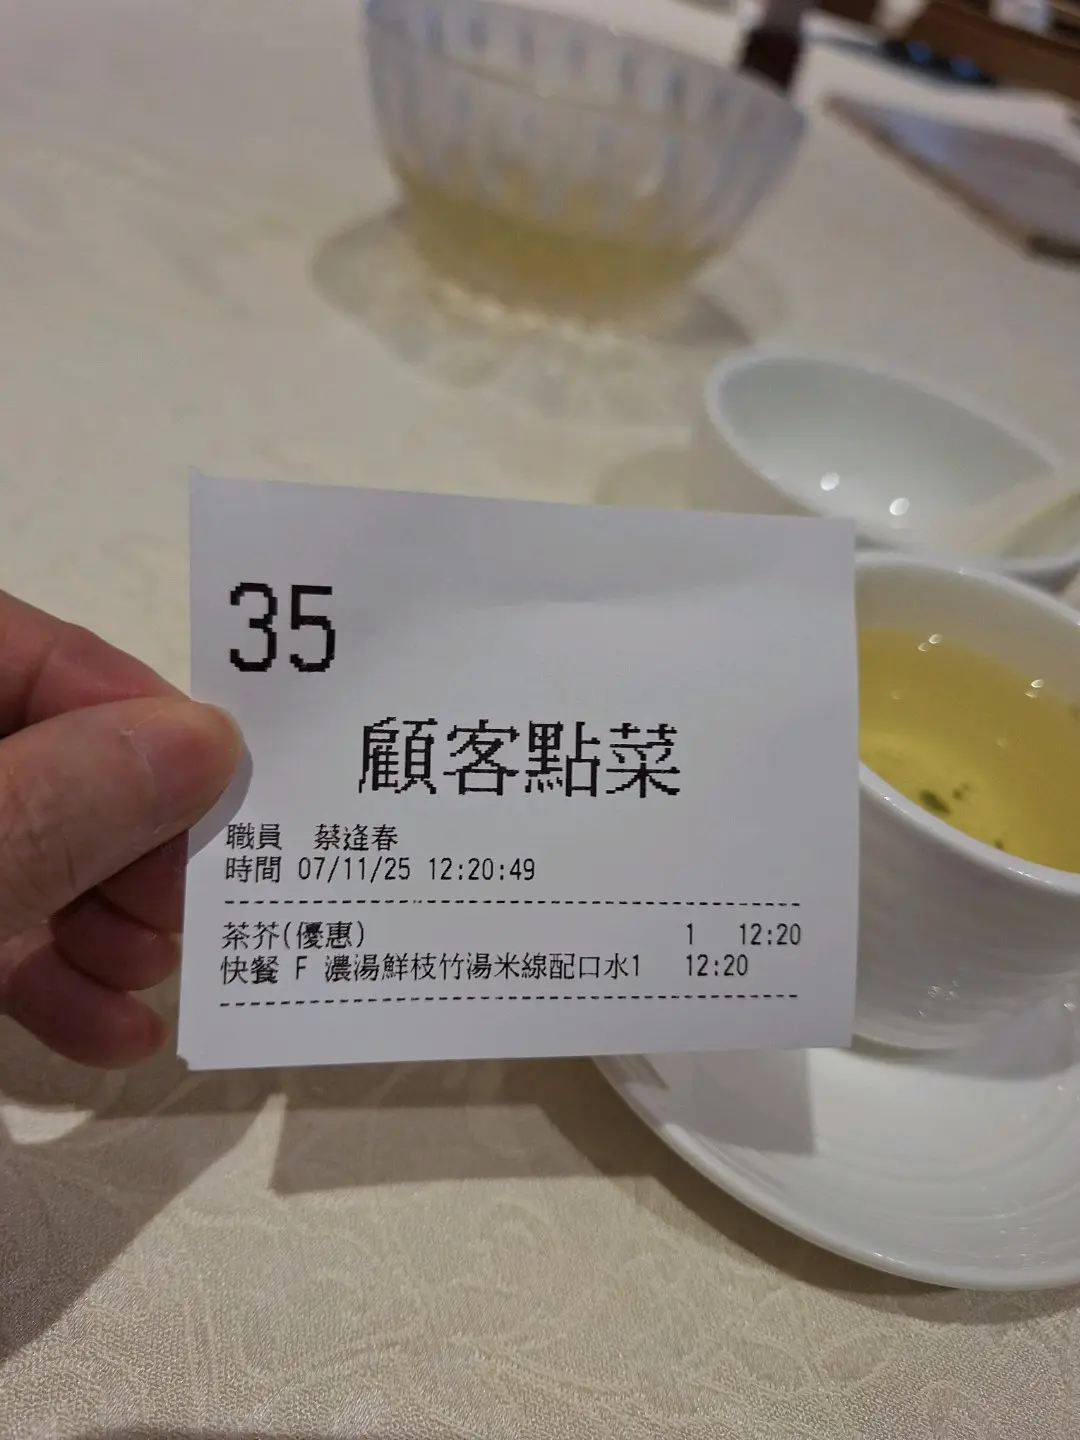 35
顧客點菜
職員 蔡逢春
時間 07/11/25 12:20:49
茶芥(優惠) 1 12:20
快餐 F 濃湯鮮枝竹湯米線配口水1 12:20